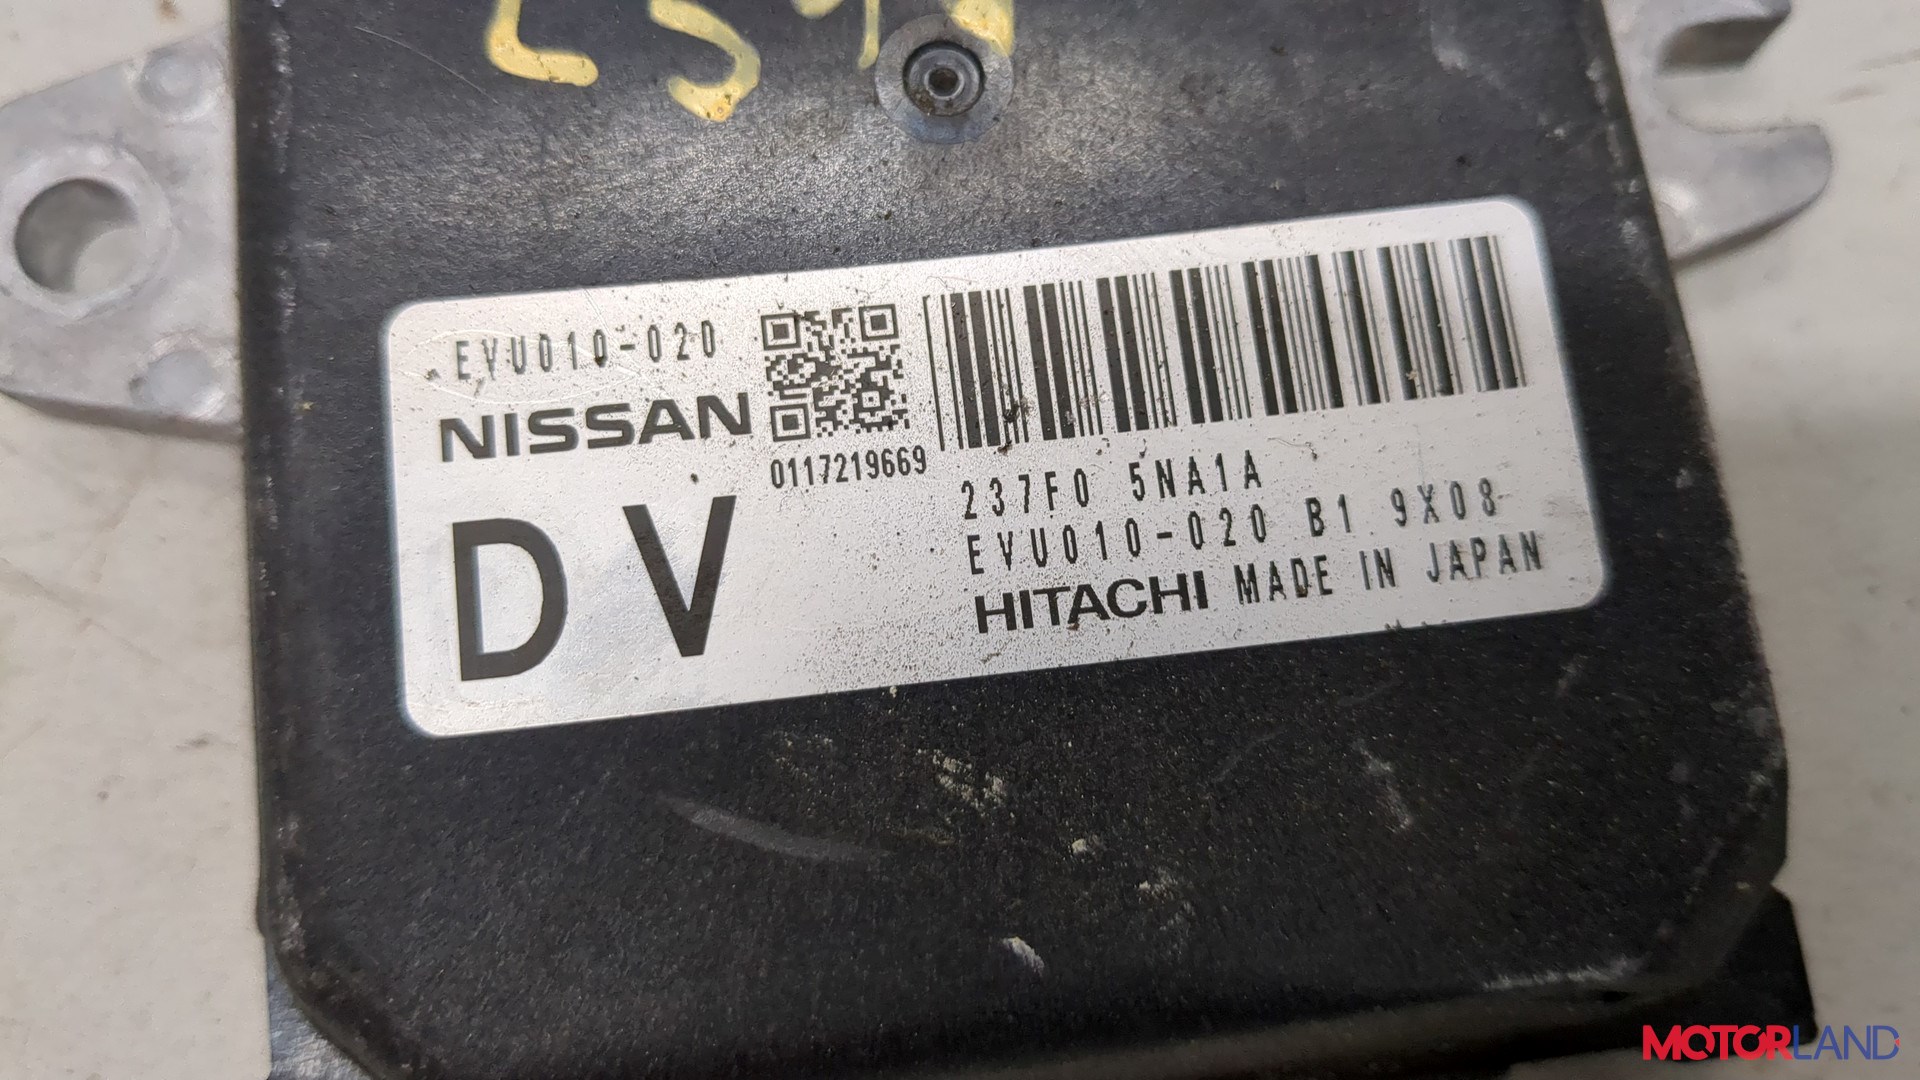 EVU010-020
NISSAN
0117219669
DV
237F0 5NA1A
EVU010-020 B1 9X08
HITACHI MADE IN JAPAN
MOTORLAND